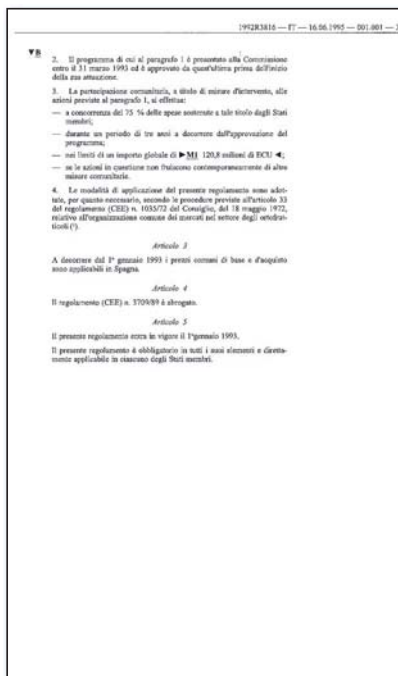 1992R3816 — IT — 16.06.1995 — 001.001 — 3
▼B
2. Il programma di cui al paragrafo 1 è presentato alla Commissione
entro il 31 marzo 1993 ed è approvato da quest'ultima prima dell'inizio
della sua attuazione.
3. La partecipazione comunitaria, a titolo di misure d'intervento, alle
azioni previste al paragrafo 1, si effettua:
— a concorrenza del 75 % delle spese sostenute a tale titolo dagli Stati
membri;
— durante un periodo di tre anni a decorrere dall'approvazione del
programma;
— nei limiti di un importo globale di ►M1 120,8 milioni di ECU ◄;
— se le azioni in questione non fruiscono contemporaneamente di altre
misure comunitarie.
4. Le modalità di applicazione del presente regolamento sono adot-
tate, per quanto necessario, secondo le procedure previste all'articolo 33
del regolamento (CEE) n. 1035/72 del Consiglio, del 18 maggio 1972,
relativo all'organizzazione comune dei mercati nel settore degli ortofrut-
ticoli (¹).
Articolo 3
A decorrere dal 1º gennaio 1993 i prezzi comuni di base e d'acquisto
sono applicabili in Spagna.
Articolo 4
Il regolamento (CEE) n. 3709/89 è abrogato.
Articolo 5
Il presente regolamento entra in vigore il 1ºgennaio 1993.
Il presente regolamento è obbligatorio in tutti i suoi elementi e diretta-
mente applicabile in ciascuno degli Stati membri.